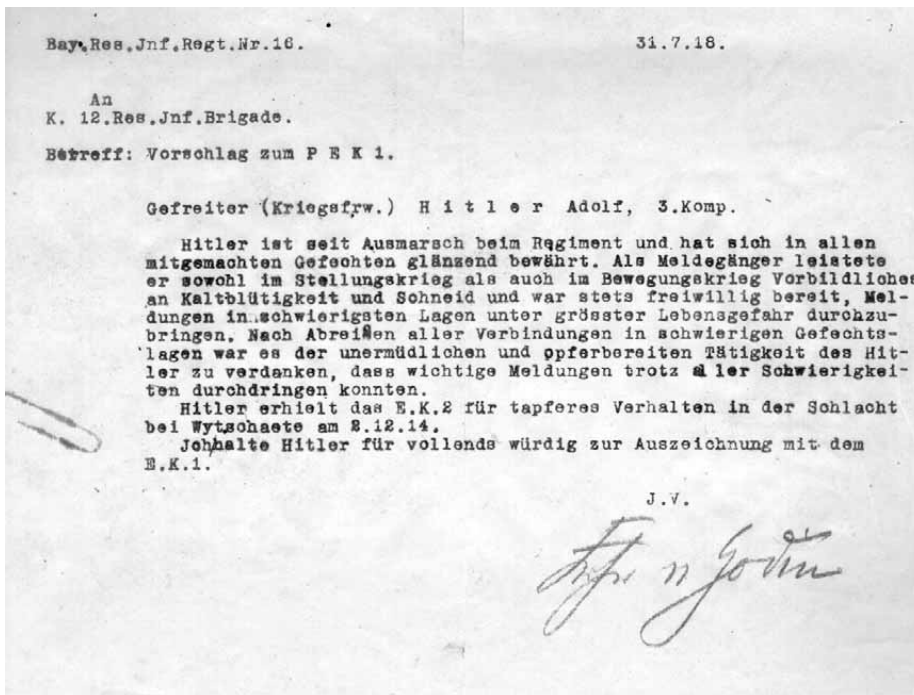 Bay.Res.Jnf.Regt.Nr.16. 31.7.18.
An
K. 12.Res.Jnf.Brigade.
Betreff: Vorschlag zum P E K 1.
Gefreiter (Kriegsfrw.) H i t l e r Adolf, 3.Komp.
Hitler ist seit Ausmarsch beim Regiment und hat sich in allen
mitgemachten Gefechten glänzend bewährt. Als Meldegänger leistete
er sowohl im Stellungskrieg als auch im Bewegungskrieg Vorbildliches
an Kaltblütigkeit und Schneid und war stets freiwillig bereit, Mel-
dungen in schwierigsten Lagen unter grösster Lebensgefahr durchzu-
bringen. Nach Abreißen aller Verbindungen in schwierigen Gefechts-
lagen war es der unermüdlichen und opferbereiten Tätigkeit des Hit-
ler zu verdanken, dass wichtige Meldungen trotz aller Schwierigkei-
ten durchdringen konnten.
Hitler erhielt das E.K.2 für tapferes Verhalten in der Schlacht
bei Wytschaete am 2.12.14.
Jch halte Hitler für vollends würdig zur Auszeichnung mit dem
E.K.1.
J.V.
Frhr v Godin